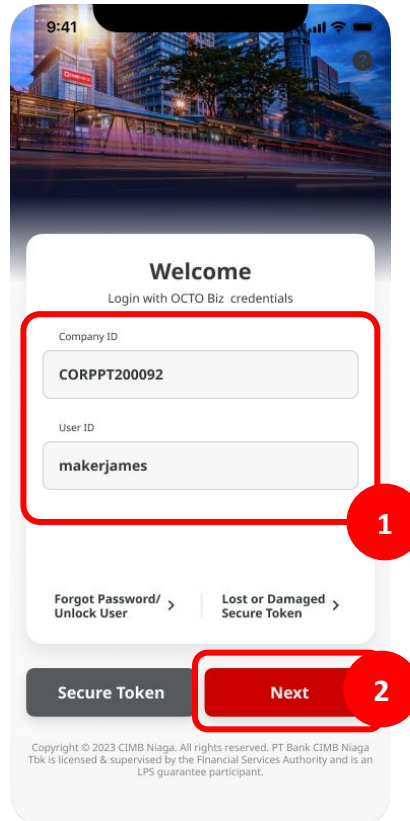 9:41
?
Welcome
Login with OCTO Biz credentials
Company ID
CORPPT200092
User ID
makerjames
1
Forgot Password/
Unlock User
Lost or Damaged
Secure Token
Secure Token
Next
2
Copyright © 2023 CIMB Niaga. All rights reserved. PT Bank CIMB Niaga
Tbk is licensed & supervised by the Financial Services Authority and is an
LPS guarantee participant.